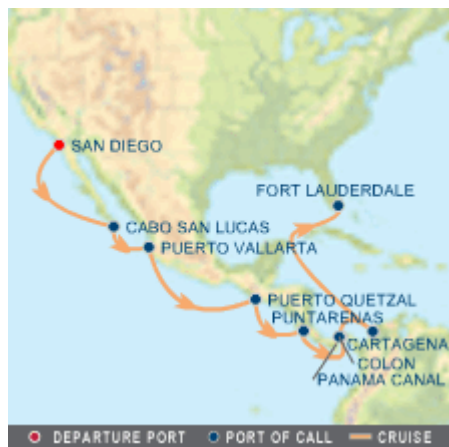 SAN DIEGO
FORT LAUDERDALE
CABO SAN LUCAS
PUERTO VALLARTA
PUERTO QUETZAL
PUNTARENAS
CARTAGENA
COLON
PANAMA CANAL
DEPARTURE PORT PORT OF CALL CRUISE